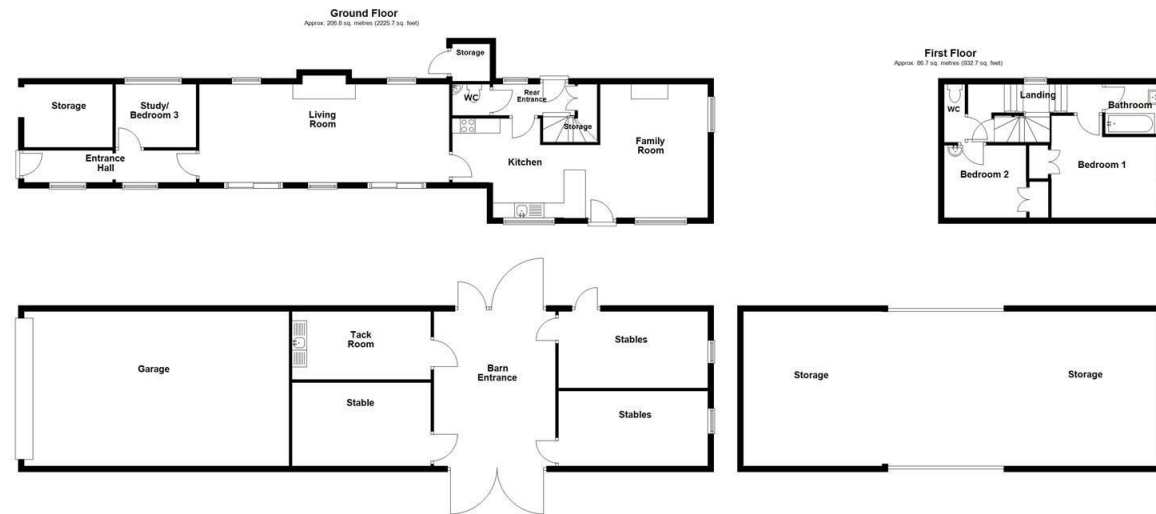 Ground Floor
Approx. 206.8 sq. metres (2225.7 sq. feet)
First Floor
Approx. 86.7 sq. metres (932.7 sq. feet)
Storage
Storage
Study/
Bedroom 3
Living
Room
WC
Rear
Entrance
Storage
Family
Room
Entrance
Hall
Kitchen
WC
Landing
Bathroom
Bedroom 2
Bedroom 1
Garage
Tack
Room
Stable
Barn
Entrance
Stables
Stables
Storage
Storage